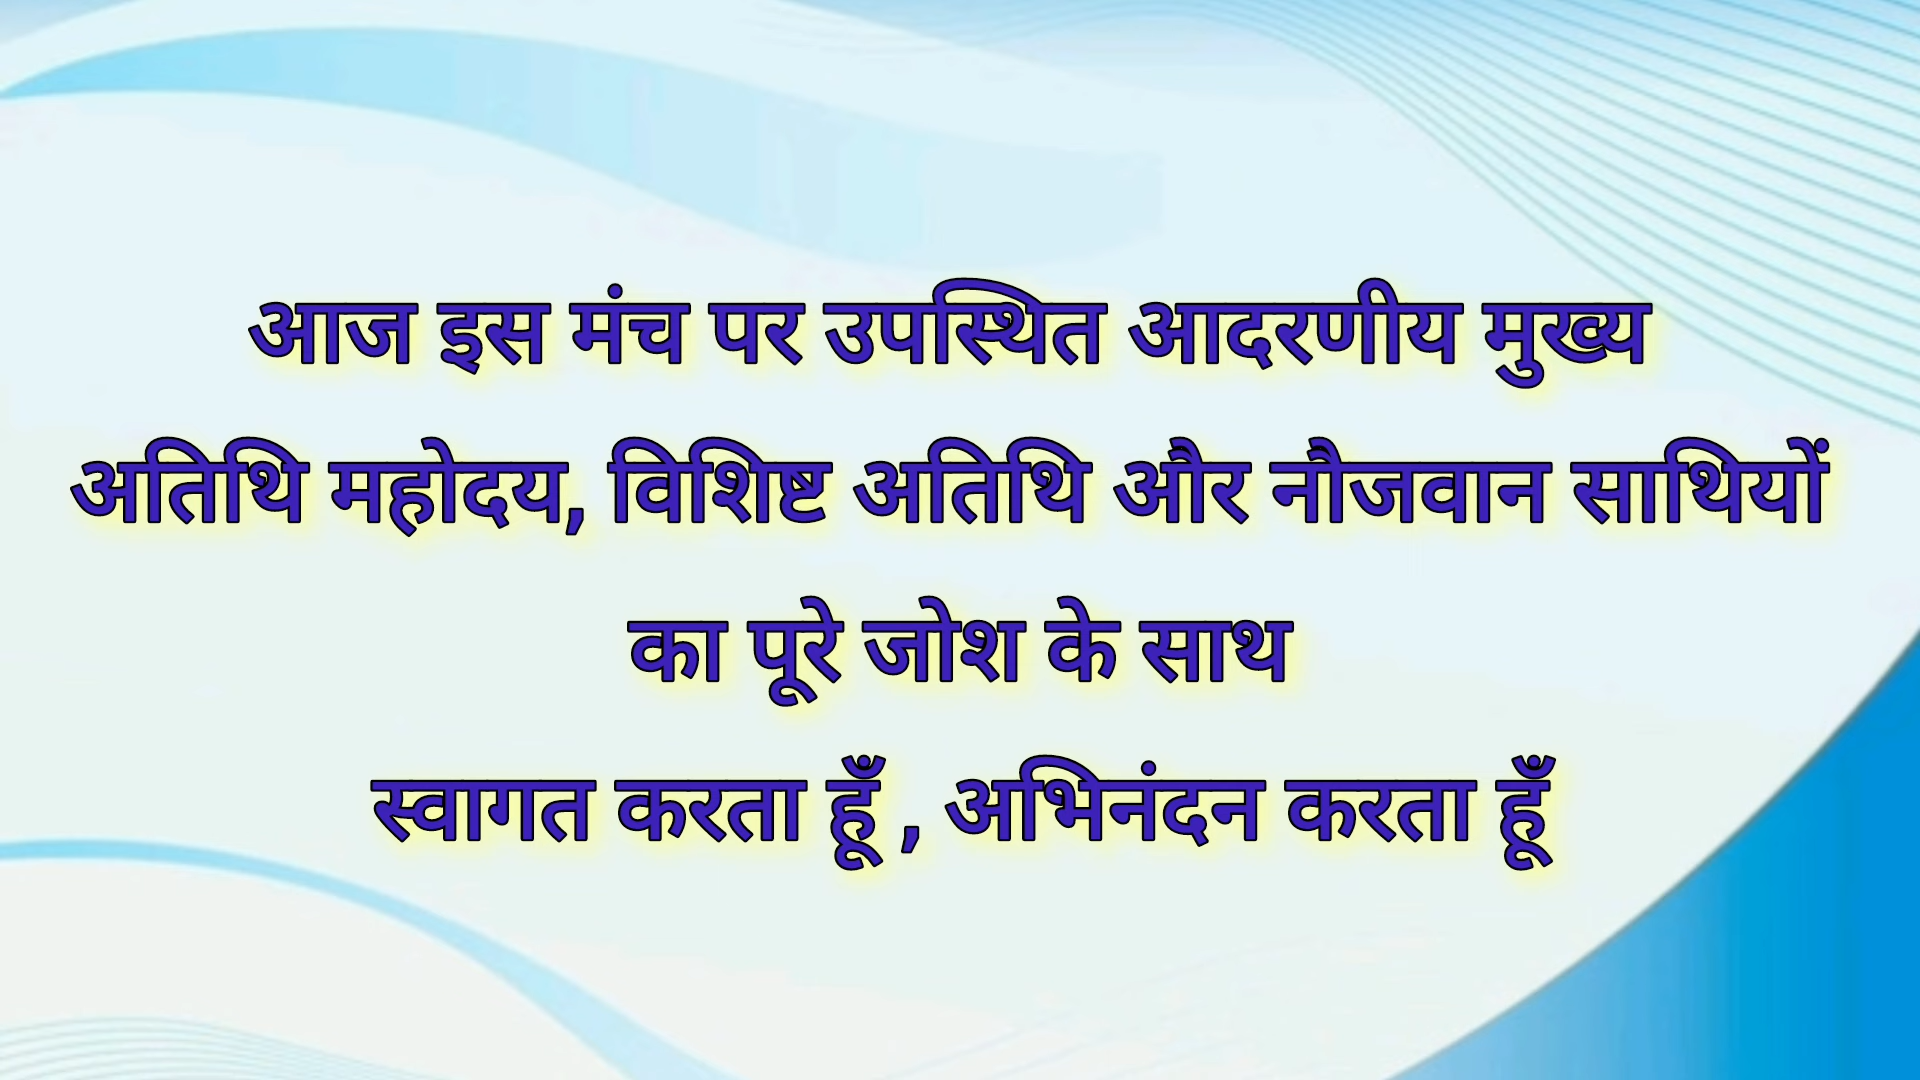 आज इस मंच पर उपस्थित आदरणीय मुख्य
अतिथि महोदय, विशिष्ट अतिथि और नौजवान साथियों
का पूरे जोश के साथ
स्वागत करता हूँ , अभिनंदन करता हूँ